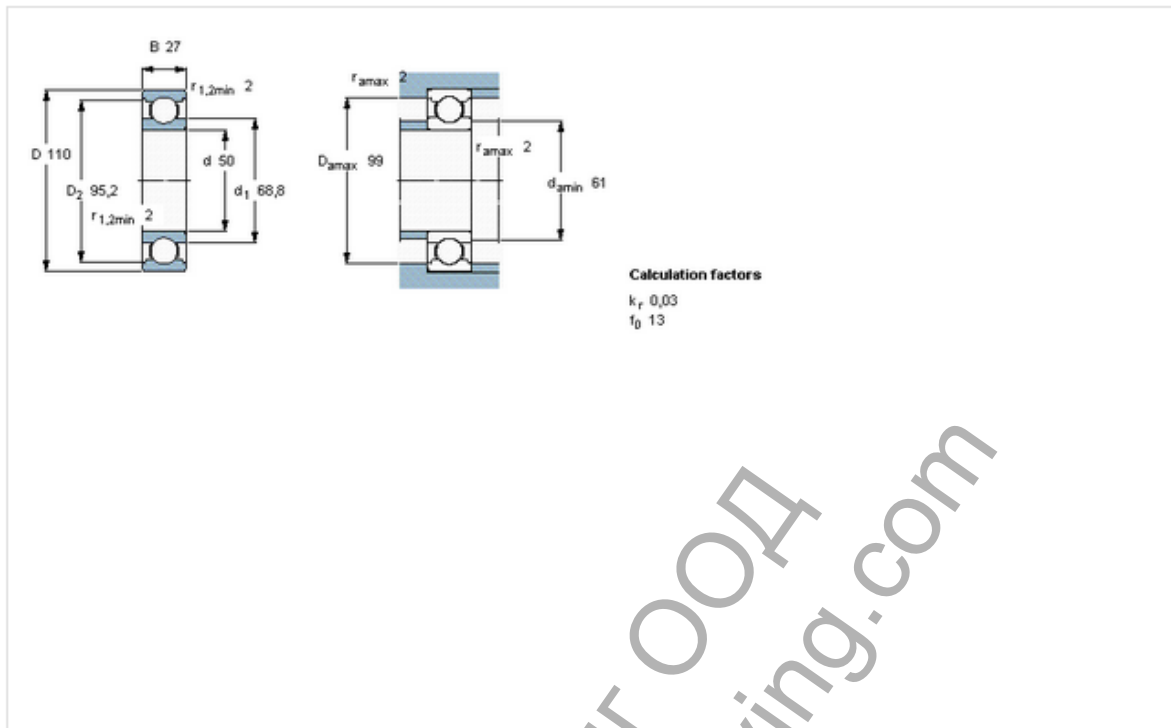 B 27
r1,2min 2
D 110
D2 95,2
d 50
d1 68,8
r1,2min 2
ramax 2
Damax 99
ramax 2
damin 61
Calculation factors
kr 0,03
f0 13
ООД
.com